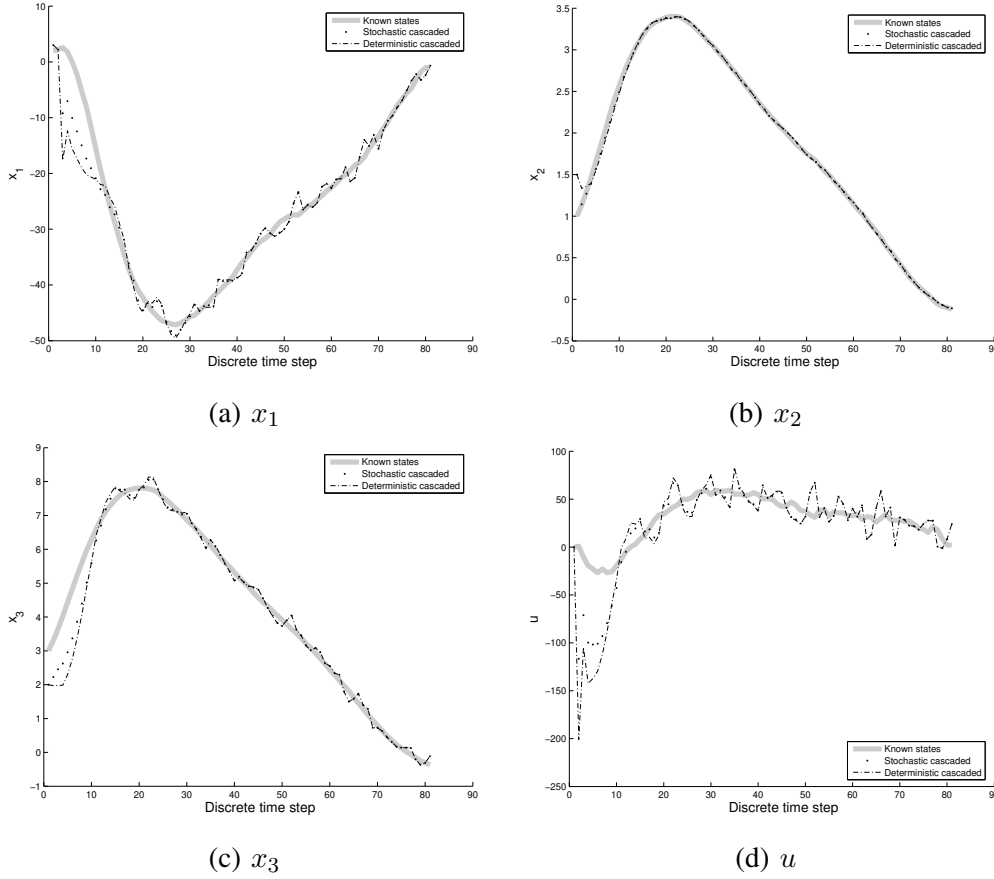 Known states
Stochastic cascaded
Deterministic cascaded
10
0
−10
−20
−30
−40
−50
x1
0 10 20 30 40 50 60 70 80 90
Discrete time step
(a) x1
Known states
Stochastic cascaded
Deterministic cascaded
3.5
3
2.5
2
1.5
1
0.5
0
−0.5
x2
0 10 20 30 40 50 60 70 80 90
Discrete time step
(b) x2
Known states
Stochastic cascaded
Deterministic cascaded
9
8
7
6
5
4
3
2
1
0
−1
x3
0 10 20 30 40 50 60 70 80 90
Discrete time step
(c) x3
100
50
0
−50
−100
−150
−200
−250
u
Known states
Stochastic cascaded
Deterministic cascaded
0 10 20 30 40 50 60 70 80 90
Discrete time step
(d) u